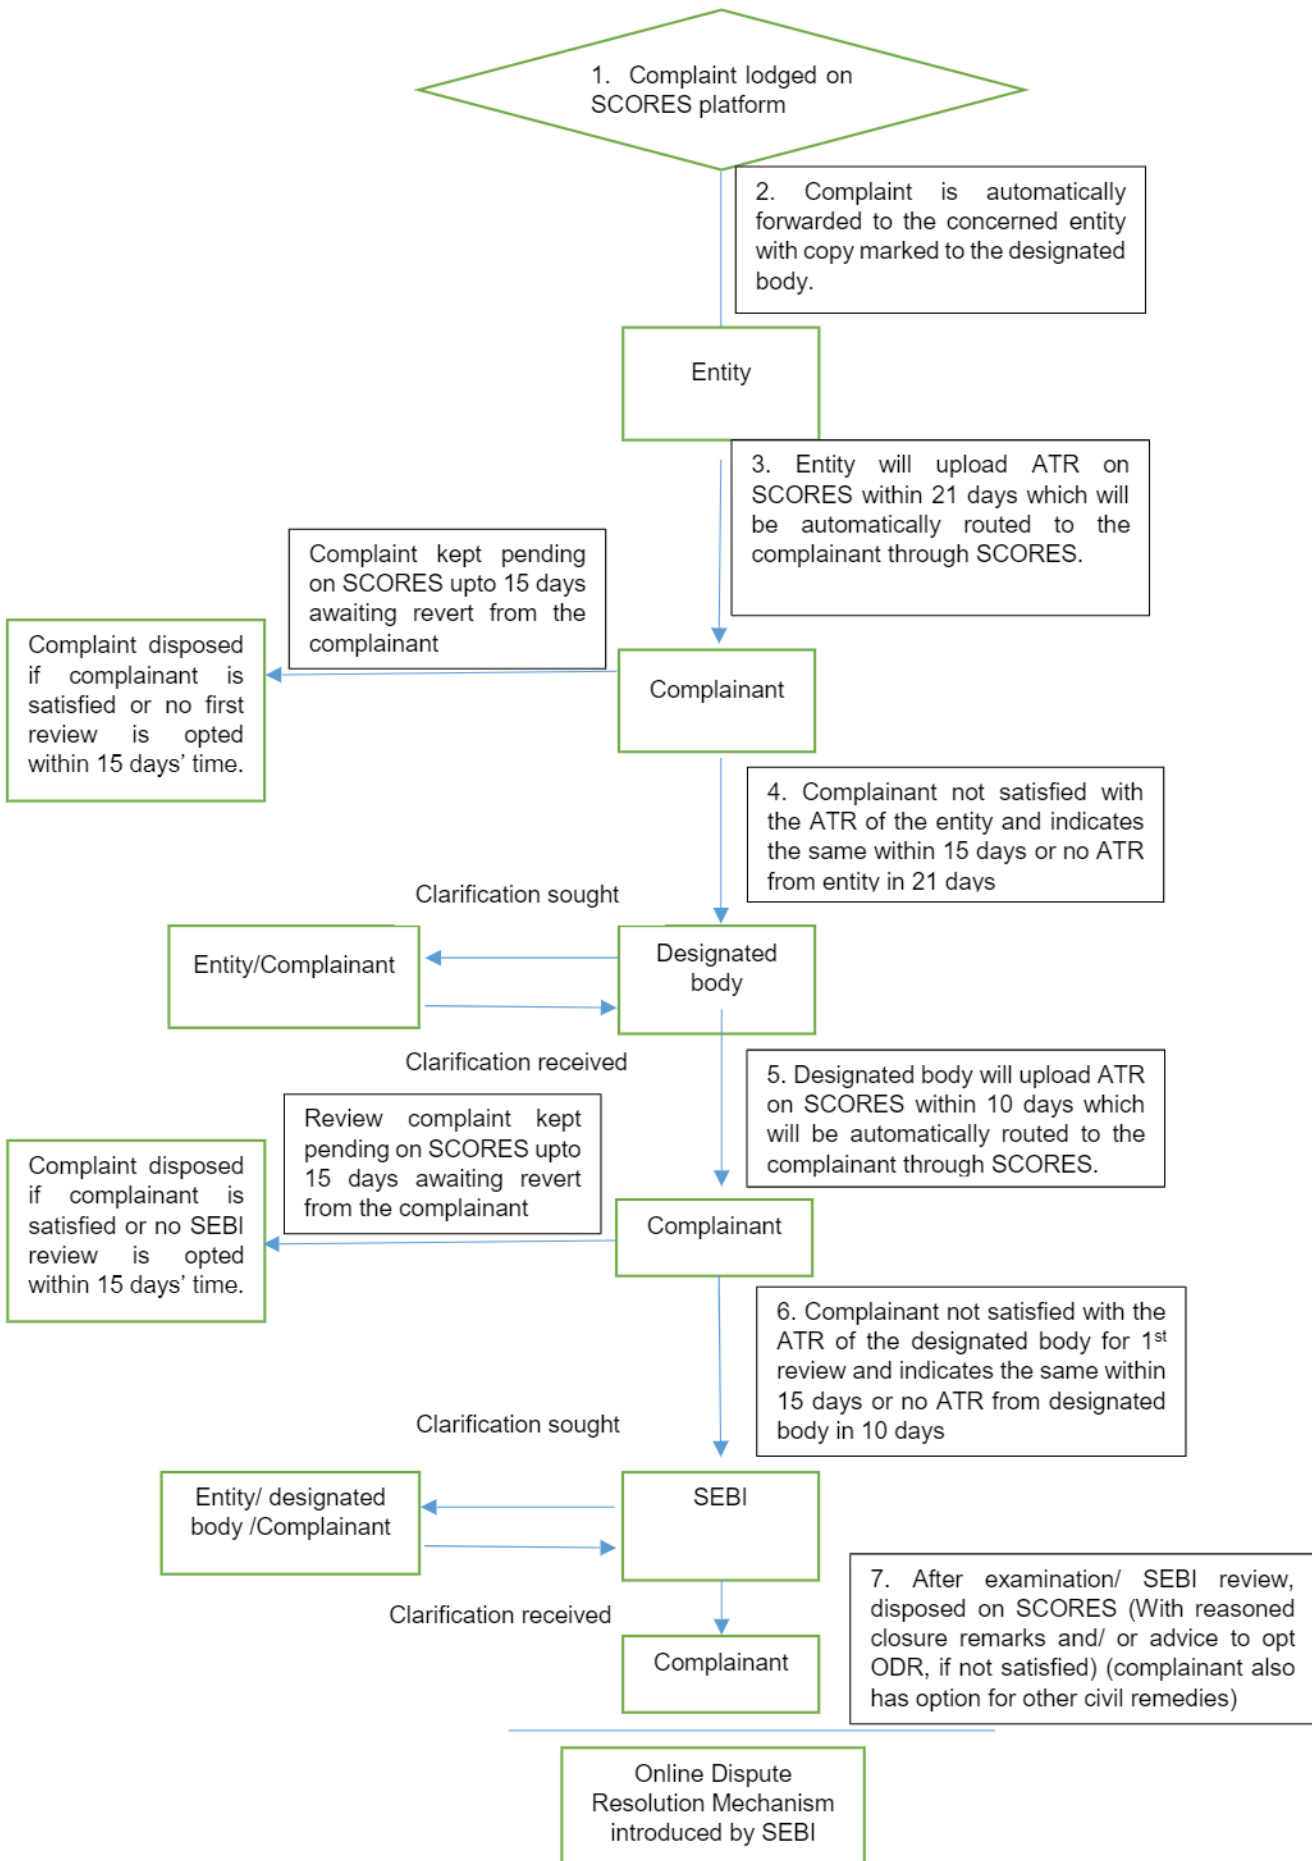 1. Complaint lodged on
SCORES platform
2. Complaint is automatically
forwarded to the concerned entity
with copy marked to the designated
body.
Entity
3. Entity will upload ATR on
SCORES within 21 days which will
be automatically routed to the
complainant through SCORES.
Complaint kept pending
on SCORES upto 15 days
awaiting revert from the
complainant
Complaint disposed
if complainant is
satisfied or no first
review is opted
within 15 days’ time.
Complainant
4. Complainant not satisfied with
the ATR of the entity and indicates
the same within 15 days or no ATR
from entity in 21 days
Clarification sought
Entity/Complainant
Designated
body
Clarification received
5. Designated body will upload ATR
on SCORES within 10 days which
will be automatically routed to the
complainant through SCORES.
Review complaint kept
pending on SCORES upto
15 days awaiting revert
from the complainant
Complaint disposed
if complainant is
satisfied or no SEBI
review is opted
within 15 days’ time.
Complainant
6. Complainant not satisfied with the
ATR of the designated body for 1st
review and indicates the same within
15 days or no ATR from designated
body in 10 days
Clarification sought
Entity/ designated
body /Complainant
SEBI
Clarification received
7. After examination/ SEBI review,
disposed on SCORES (With reasoned
closure remarks and/ or advice to opt
ODR, if not satisfied) (complainant also
has option for other civil remedies)
Complainant
Online Dispute
Resolution Mechanism
introduced by SEBI